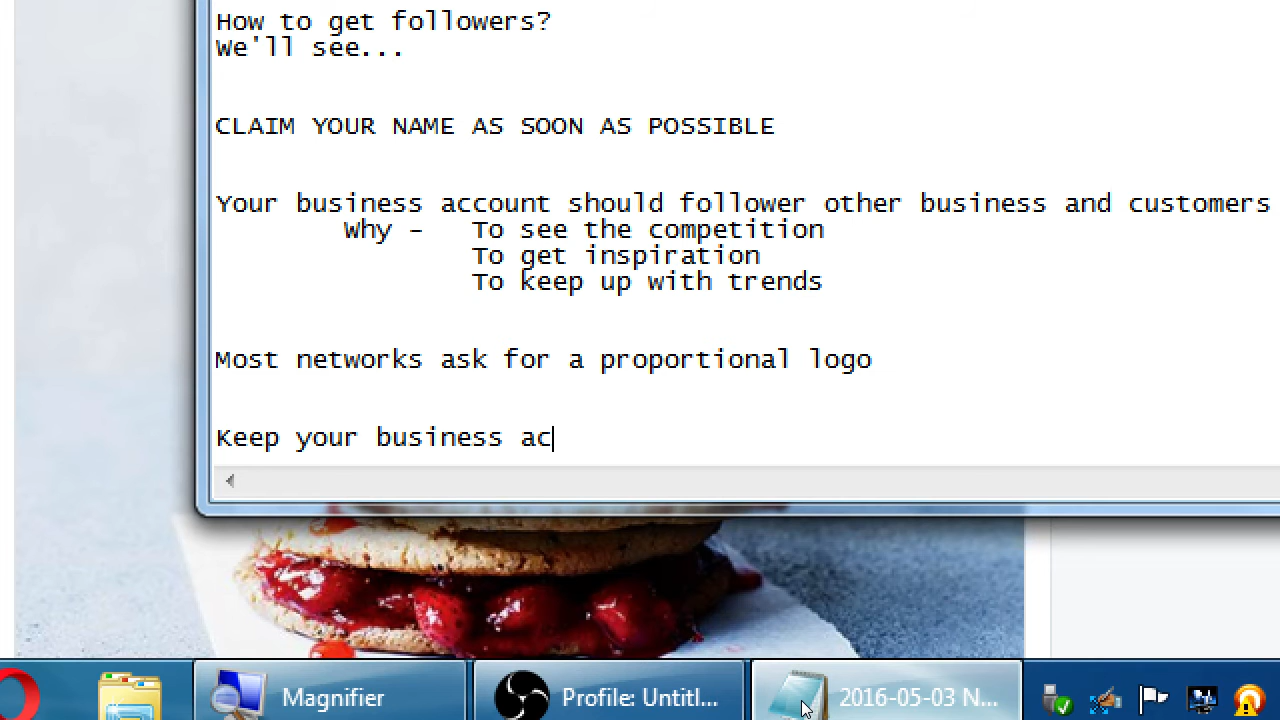 How to get followers?
We'll see...
CLAIM YOUR NAME AS SOON AS POSSIBLE
Your business account should follower other business and customers
Why - To see the competition
To get inspiration
To keep up with trends
Most networks ask for a proportional logo
Keep your business ac
Magnifier
Profile: Untitl...
2016-05-03 N...